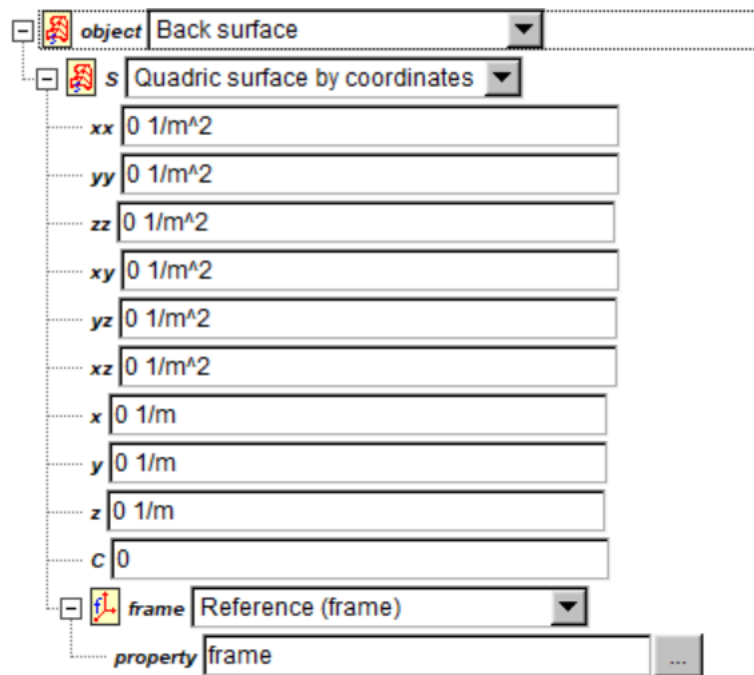 object Back surface
S Quadric surface by coordinates
xx 0 1/m^2
yy 0 1/m^2
zz 0 1/m^2
xy 0 1/m^2
yz 0 1/m^2
xz 0 1/m^2
x 0 1/m
y 0 1/m
z 0 1/m
C 0
f frame Reference (frame)
property frame ...